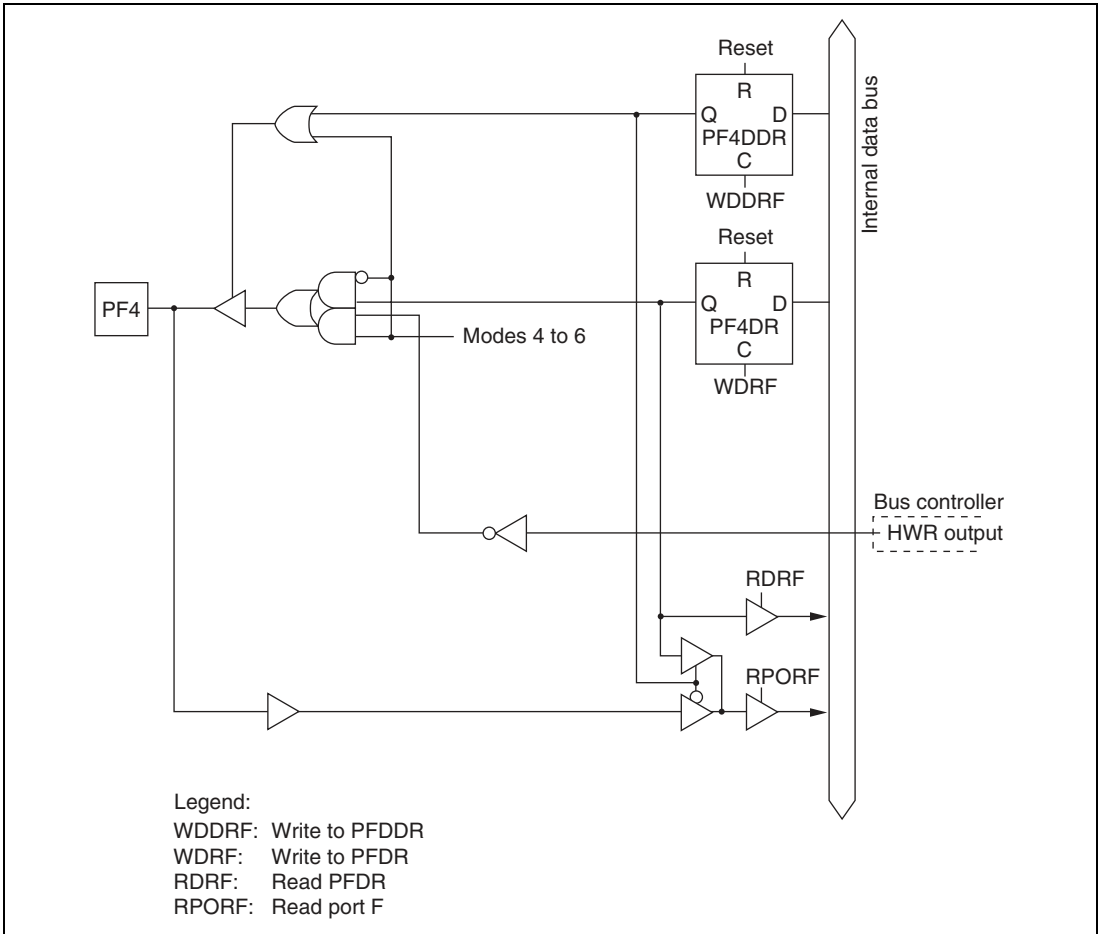 Reset
R
Q D
PF4DDR
C
WDDRF
Internal data bus
Reset
R
Q D
PF4DR
C
WDRF
PF4
Modes 4 to 6
Bus controller
HWR output
RDRF
RPORF
Legend:
WDDRF: Write to PFDDR
WDRF: Write to PFDR
RDRF: Read PFDR
RPORF: Read port F